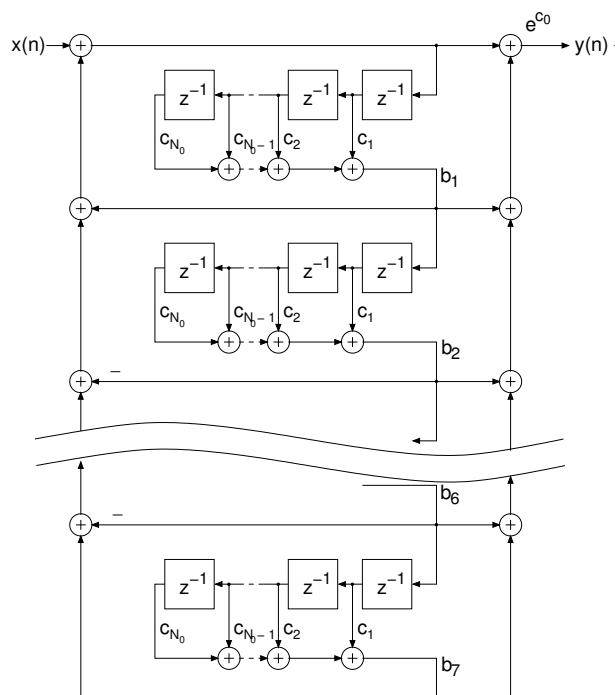 x(n) + + e^{c_0} y(n)
z^{-1} z^{-1} z^{-1}
c_{N_0} c_{N_0-1} c_2 c_1
+ + +
b_1
+ +
z^{-1} z^{-1} z^{-1}
c_{N_0} c_{N_0-1} c_2 c_1
+ + +
b_2
+ − +
b_6
+ − +
z^{-1} z^{-1} z^{-1}
c_{N_0} c_{N_0-1} c_2 c_1
+ + +
b_7